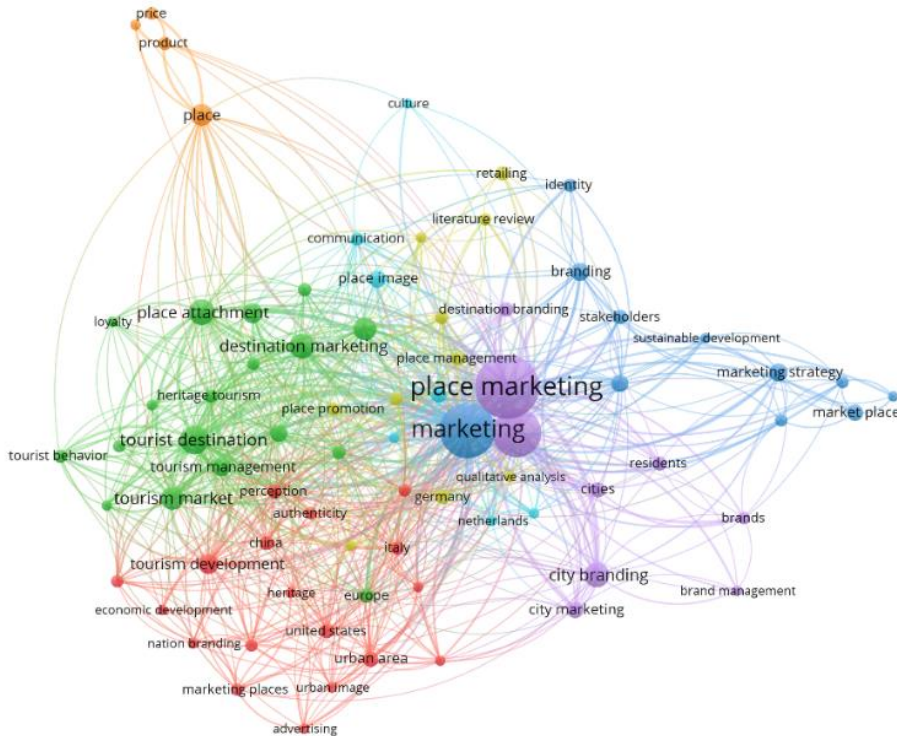 price
product
place
culture
retailing
identity
literature review
communication
place image
branding
destination branding
place attachment
stakeholders
loyalty
destination marketing
sustainable development
place management
marketing strategy
place marketing
heritage tourism
place promotion
market place
marketing
tourist destination
tourist behavior
tourism management
residents
qualitative analysis
perception
cities
tourism market
germany
authenticity
netherlands
brands
china
italy
tourism development
city branding
heritage
europe
brand management
economic development
city marketing
united states
nation branding
urban area
marketing places
urban image
advertising